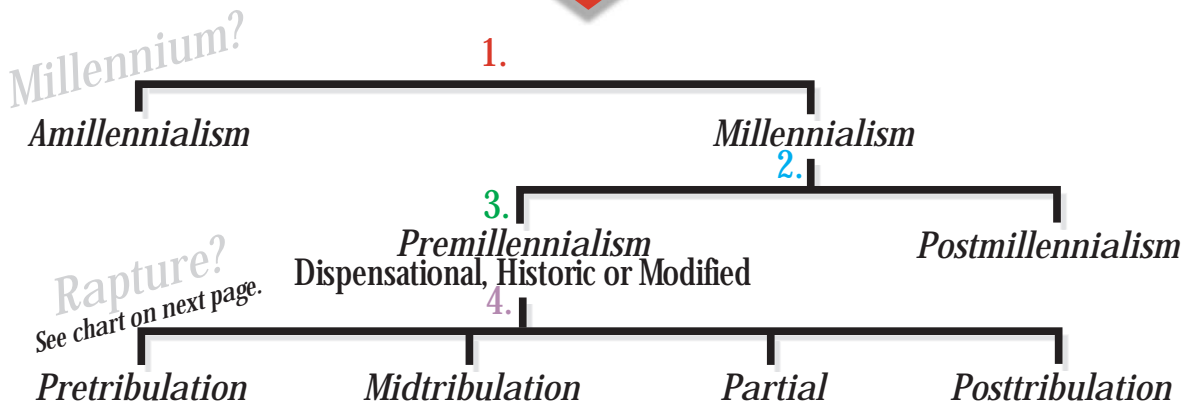 Millennium?
1.
Amillennialism
Millennialism
2.
3.
Premillennialism
Dispensational, Historic or Modified
Postmillennialism
Rapture?
See chart on next page.
4.
Pretribulation
Midtribulation
Partial
Posttribulation